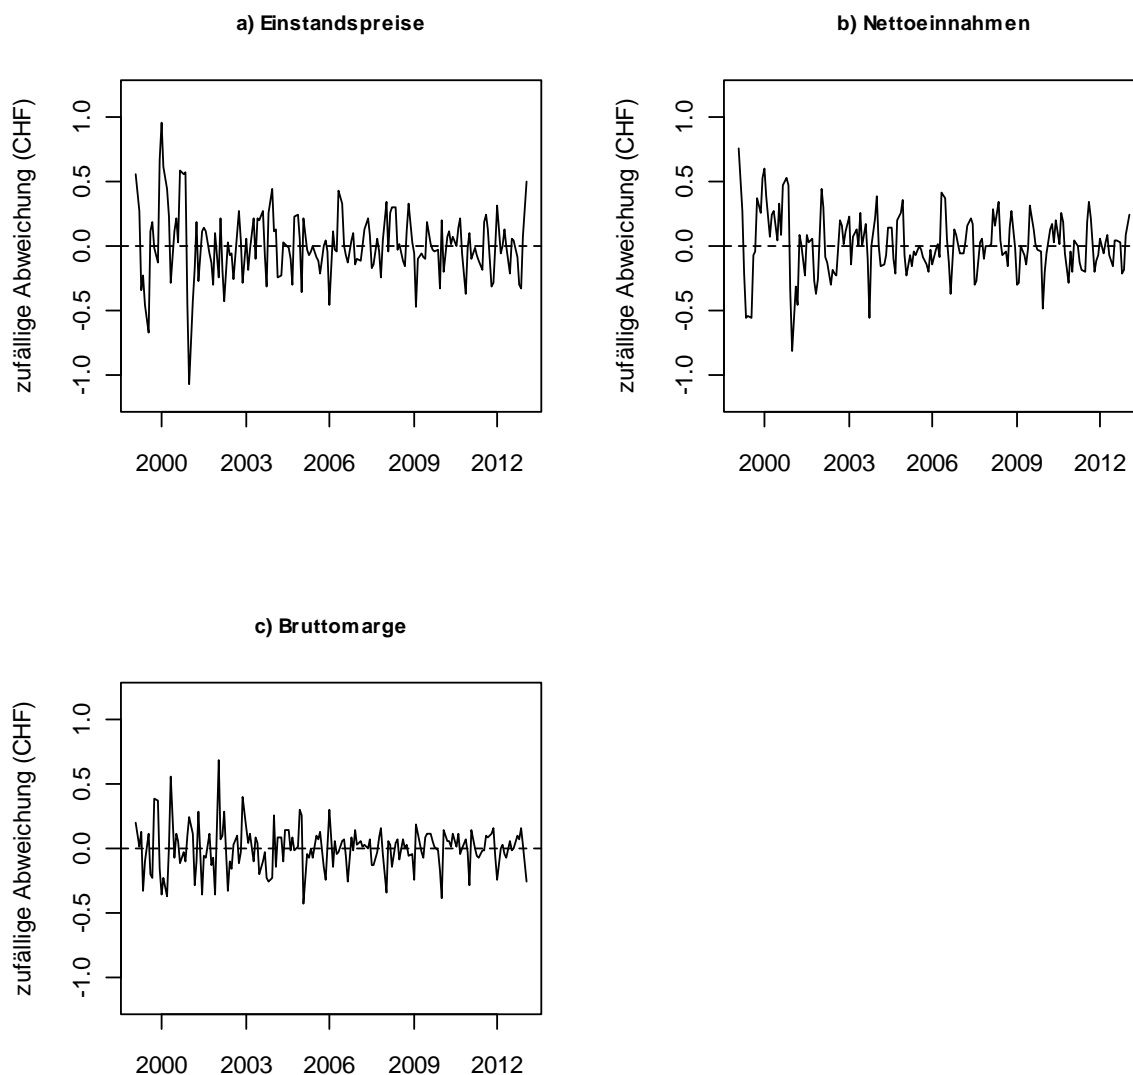 a) Einstandspreise
zufällige Abweichung (CHF)
1.0
0.5
0.0
-0.5
-1.0
2000 2003 2006 2009 2012
b) Nettoeinnahmen
zufällige Abweichung (CHF)
1.0
0.5
0.0
-0.5
-1.0
2000 2003 2006 2009 2012
c) Bruttomarge
zufällige Abweichung (CHF)
1.0
0.5
0.0
-0.5
-1.0
2000 2003 2006 2009 2012